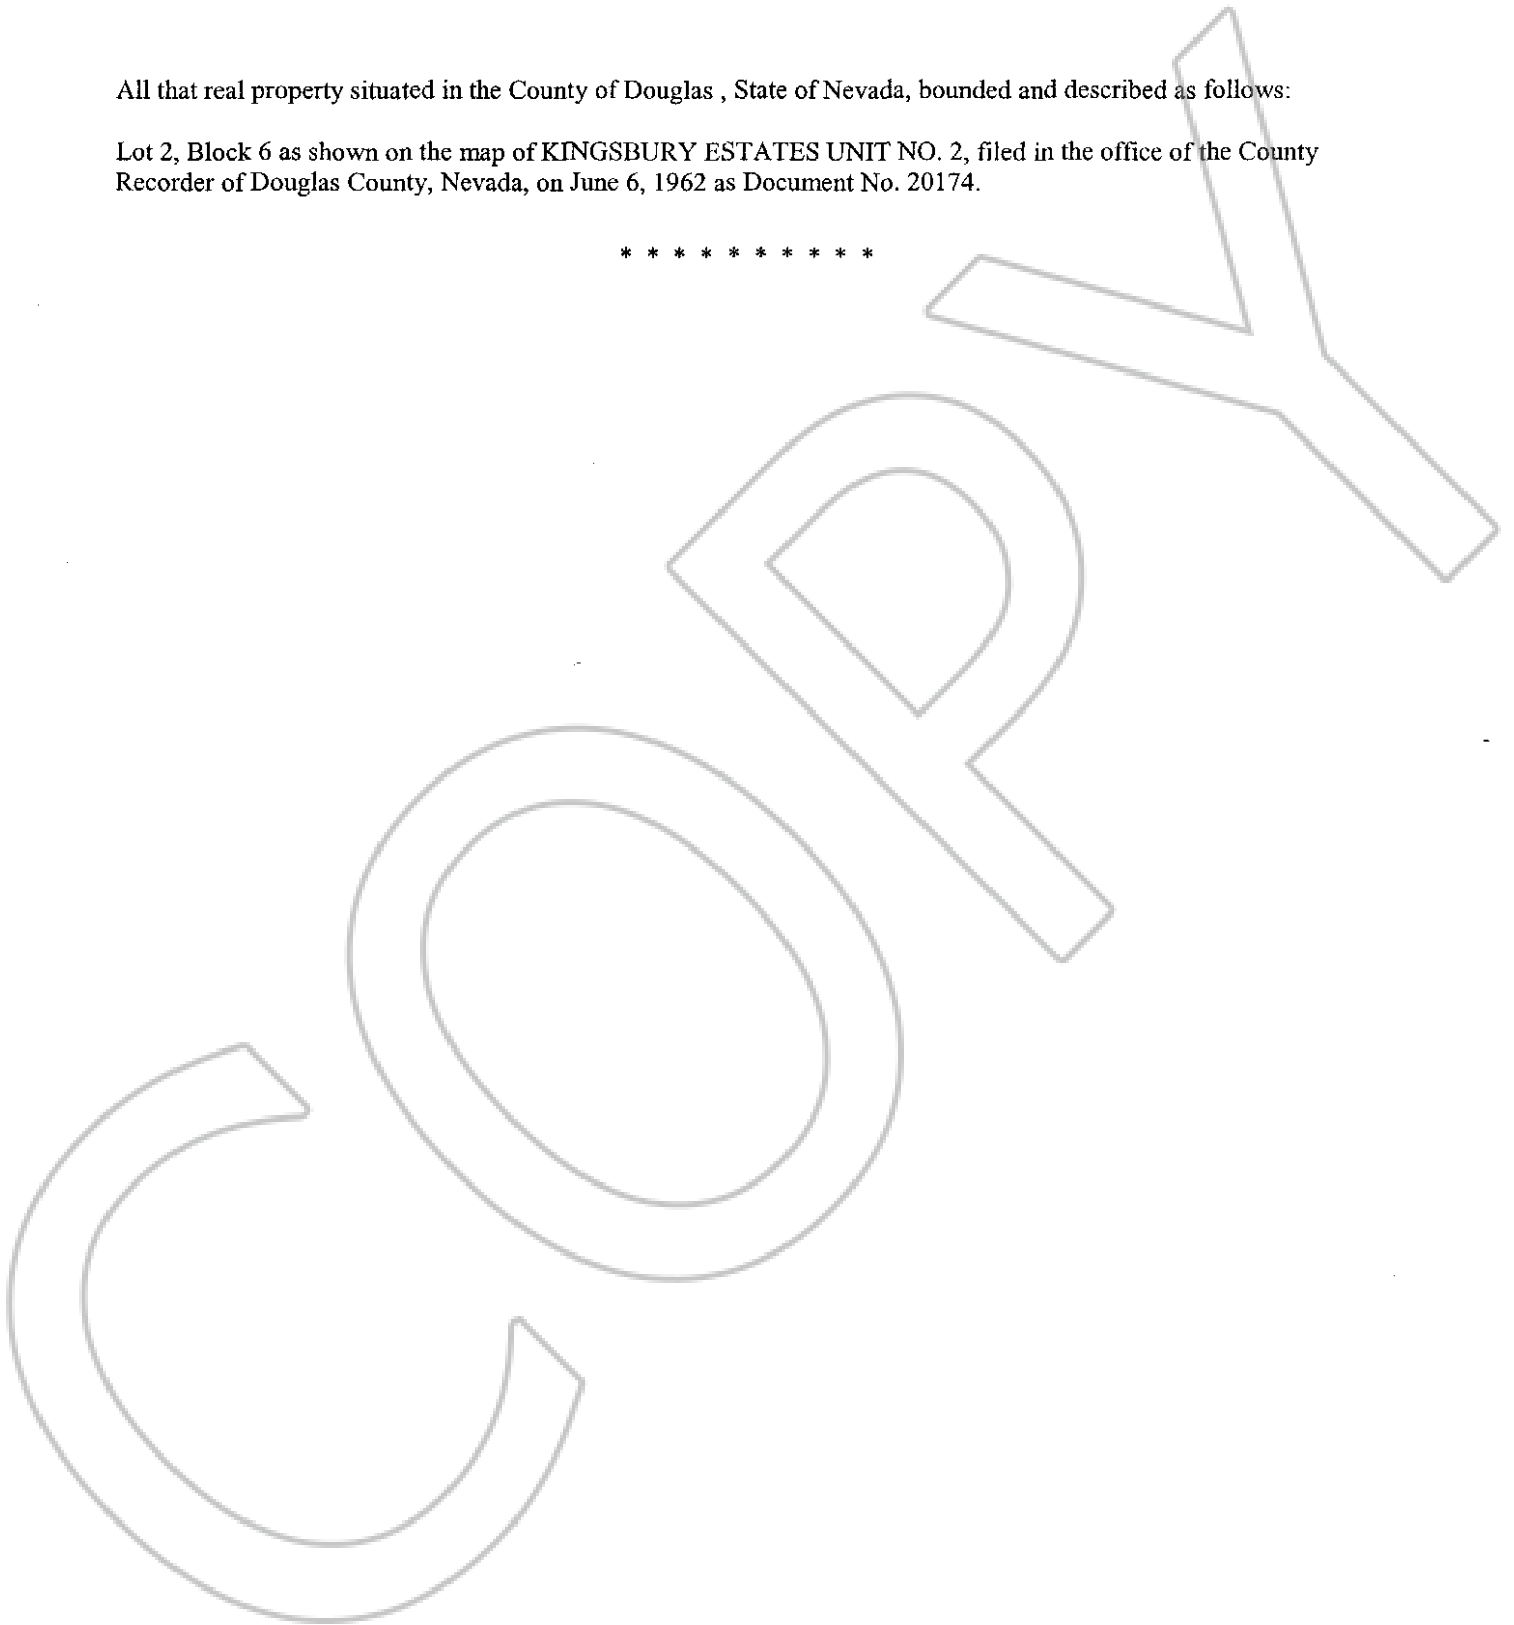 All that real property situated in the County of Douglas , State of Nevada, bounded and described as follows:
Lot 2, Block 6 as shown on the map of KINGSBURY ESTATES UNIT NO. 2, filed in the office of the County
Recorder of Douglas County, Nevada, on June 6, 1962 as Document No. 20174.
* * * * * * * * * *
COPY